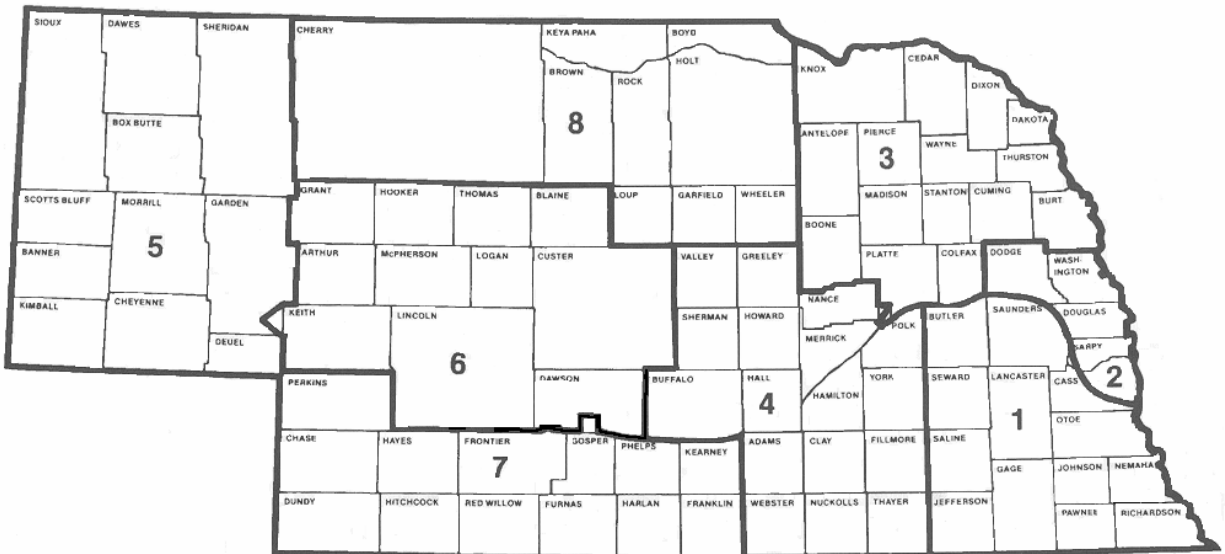 SIOUX DAWES SHERIDAN CHERRY KEYA PAHA BOYD
HOLT
KNOX CEDAR
BROWN ROCK
DIXON
BOX BUTTE 8 ANTELOPE PIERCE DAKOTA
3 WAYNE
THURSTON
GRANT HOOKER THOMAS BLAINE LOUP GARFIELD WHEELER MADISON STANTON CUMING
SCOTTS BLUFF MORRILL GARDEN BURT
5 BOONE
BANNER ARTHUR McPHERSON LOGAN CUSTER VALLEY GREELEY PLATTE COLFAX DODGE WASH-
INGTON
KIMBALL CHEYENNE NANCE
KEITH LINCOLN SHERMAN HOWARD BUTLER SAUNDERS DOUGLAS
POLK
DEUEL MERRICK SARPY
6
PERKINS DAWSON BUFFALO HALL YORK SEWARD LANCASTER CASS 2
4 HAMILTON
1 OTOE
CHASE HAYES FRONTIER GOSPER PHELPS KEARNEY ADAMS CLAY FILLMORE SALINE
7 GAGE JOHNSON NEMAHA
DUNDY HITCHCOCK RED WILLOW FURNAS HARLAN FRANKLIN WEBSTER NUCKOLLS THAYER JEFFERSON
PAWNEE RICHARDSON